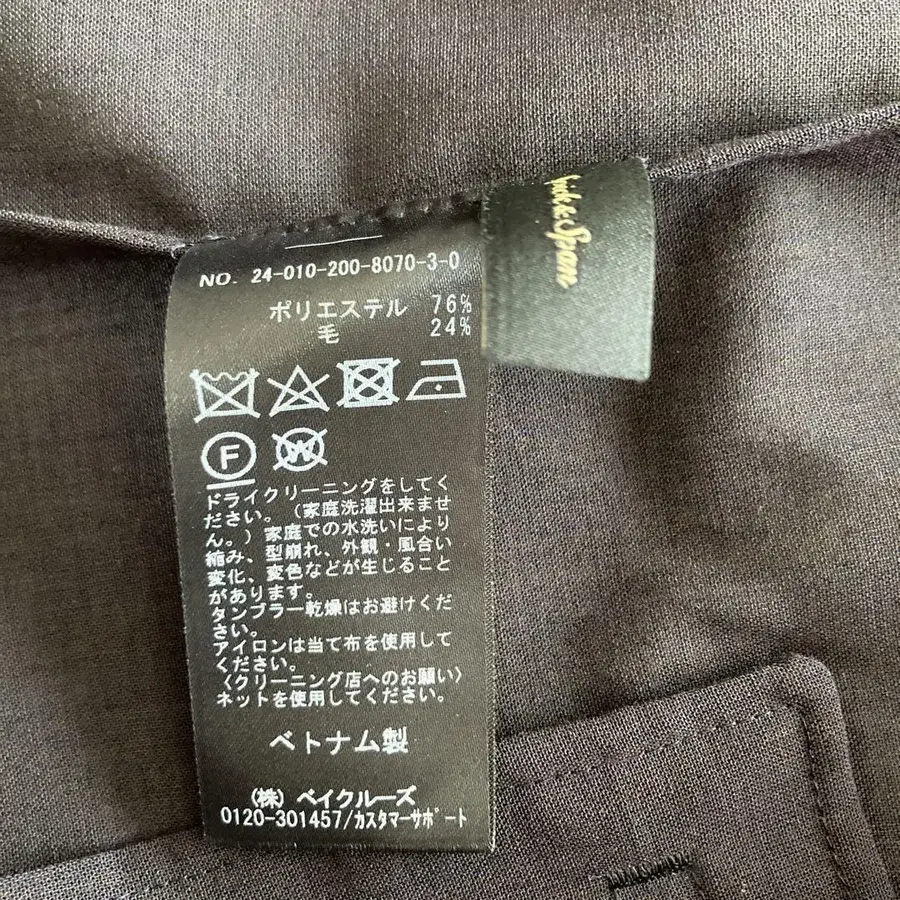 Spick & Span
NO. 24-010-200-8070-3-0
ポリエステル 76%
毛 24%
F
W
ドライクリーニングをしてく
ださい。(家庭洗濯出来ませ
ん。)家庭での水洗いにより
縮み、型崩れ、外観・風合い
変化、変色などが生じること
があります。
タンブラー乾燥はお避けくだ
さい。
アイロンは当て布を使用して
ください。
〈クリーニング店へのお願い〉
ネットを使用してください。
ベトナム製
(株) ベイクルーズ
0120-301457/カスタマーサポート